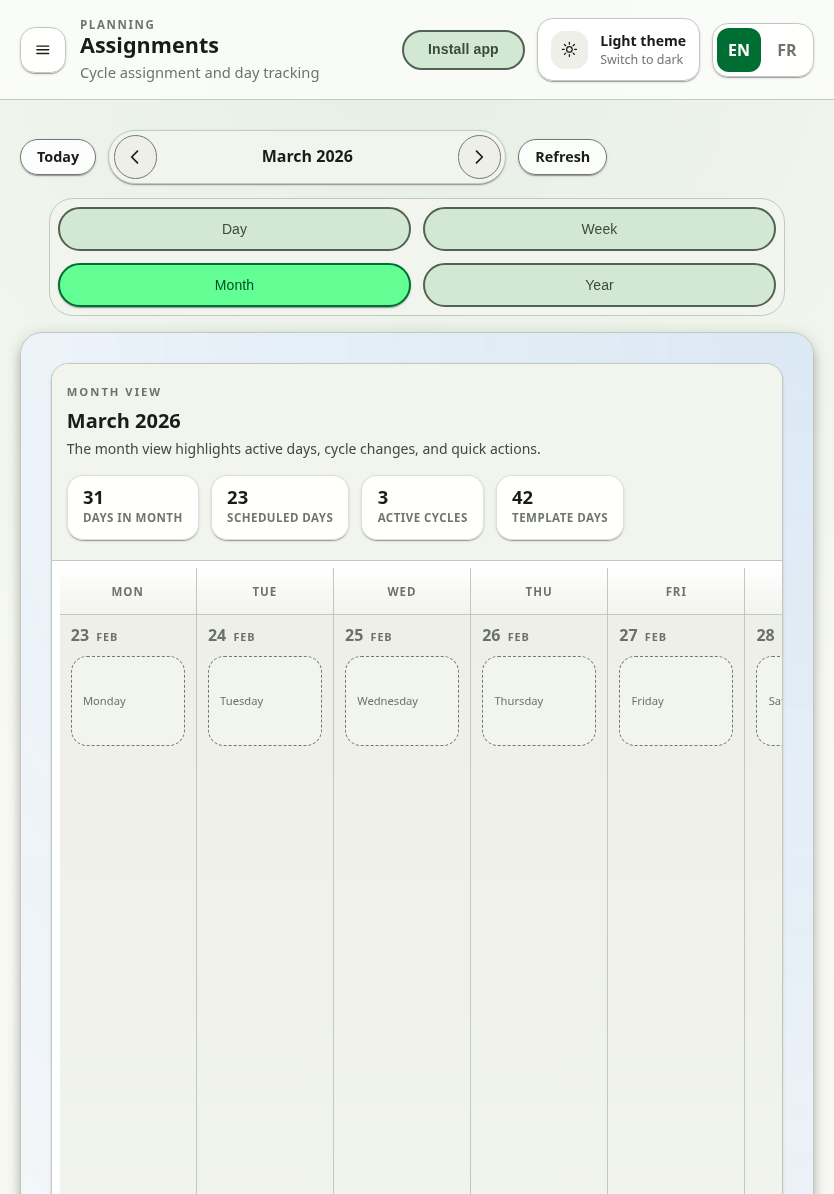 PLANNING
Assignments
Cycle assignment and day tracking
Install app
Light theme
Switch to dark
EN FR
Today
March 2026
Refresh
Day
Week
Month
Year
MONTH VIEW
March 2026
The month view highlights active days, cycle changes, and quick actions.
31
DAYS IN MONTH
23
SCHEDULED DAYS
3
ACTIVE CYCLES
42
TEMPLATE DAYS
MON TUE WED THU FRI
23 FEB 24 FEB 25 FEB 26 FEB 27 FEB 28
Monday Tuesday Wednesday Thursday Friday